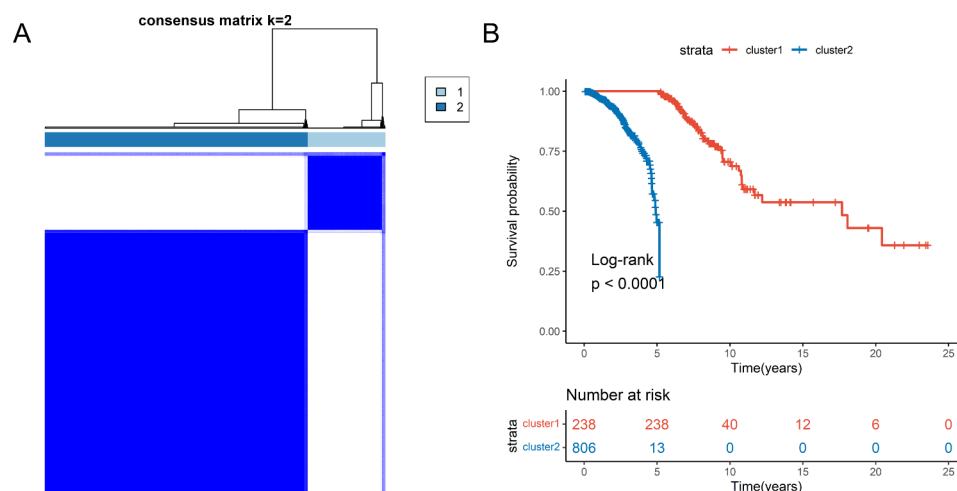 A
consensus matrix k=2
1
2
B
strata cluster1 cluster2
Survival probability
1.00
0.75
0.50
0.25
0.00
Log-rank
p < 0.0001
0 5 10 15 20 25
Time(years)
Number at risk
strata
cluster1 238 238 40 12 6 0
cluster2 806 13 0 0 0 0
0 5 10 15 20 25
Time(years)